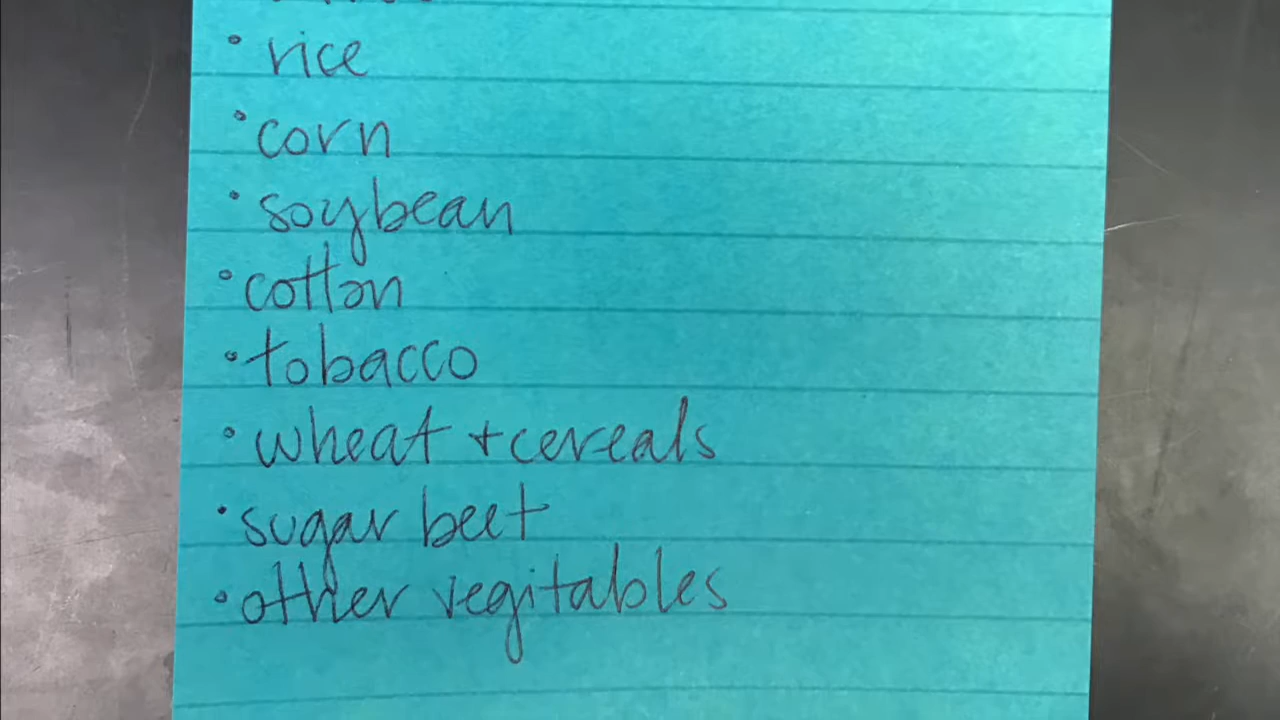 • rice
• corn
• soybean
• cotton
• tobacco
• wheat + cereals
• sugar beet
• other vegitables